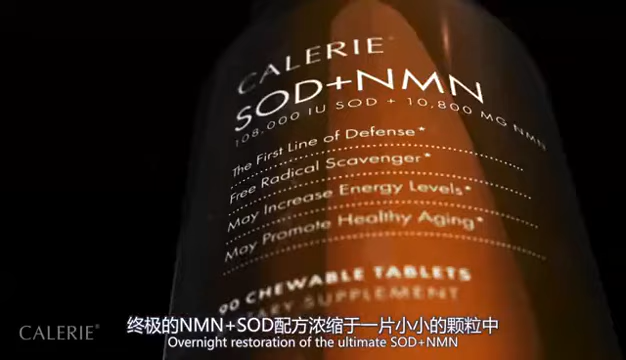 CALERIE®
SOD+NMN
108,000 IU SOD + 10,800 MG NMN
The First Line of Defense*
Free Radical Scavenger*
May Increase Energy Levels*
May Promote Healthy Aging*
90 CHEWABLE TABLETS
DIETARY SUPPLEMENT
CALERIE®
终极的NMN+SOD配方浓缩于一片小小的颗粒中
Overnight restoration of the ultimate SOD+NMN